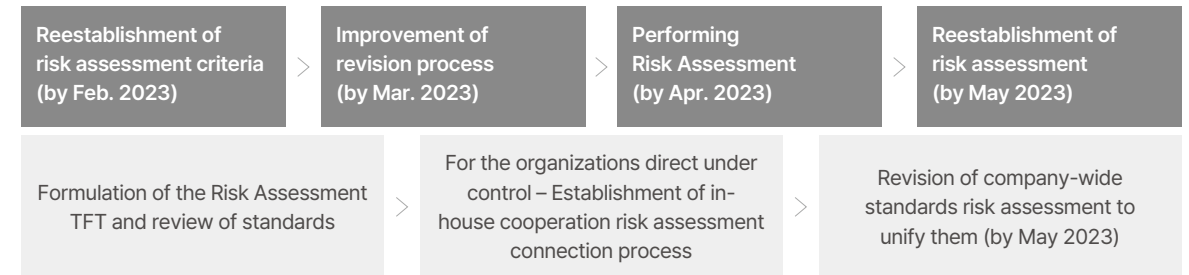 Reestablishment of
risk assessment criteria
(by Feb. 2023)
Improvement of
revision process
(by Mar. 2023)
Performing
Risk Assessment
(by Apr. 2023)
Reestablishment of
risk assessment
(by May 2023)
Formulation of the Risk Assessment
TFT and review of standards
For the organizations direct under
control – Establishment of in-
house cooperation risk assessment
connection process
Revision of company-wide
standards risk assessment to
unify them (by May 2023)